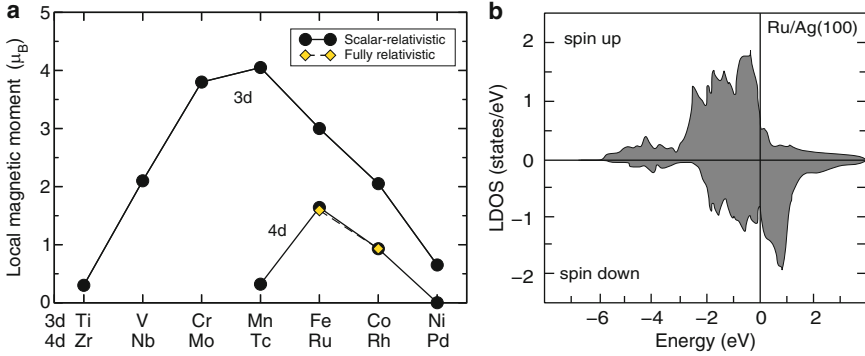 a
Local magnetic moment (μB)
5
4
3
2
1
0
Scalar-relativistic
Fully relativistic
3d
4d
3d Ti V Cr Mn Fe Co Ni
4d Zr Nb Mo Tc Ru Rh Pd
b
LDOS (states/eV)
2
1
0
−1
−2
spin up
Ru/Ag(100)
spin down
−6 −4 −2 0 2
Energy (eV)